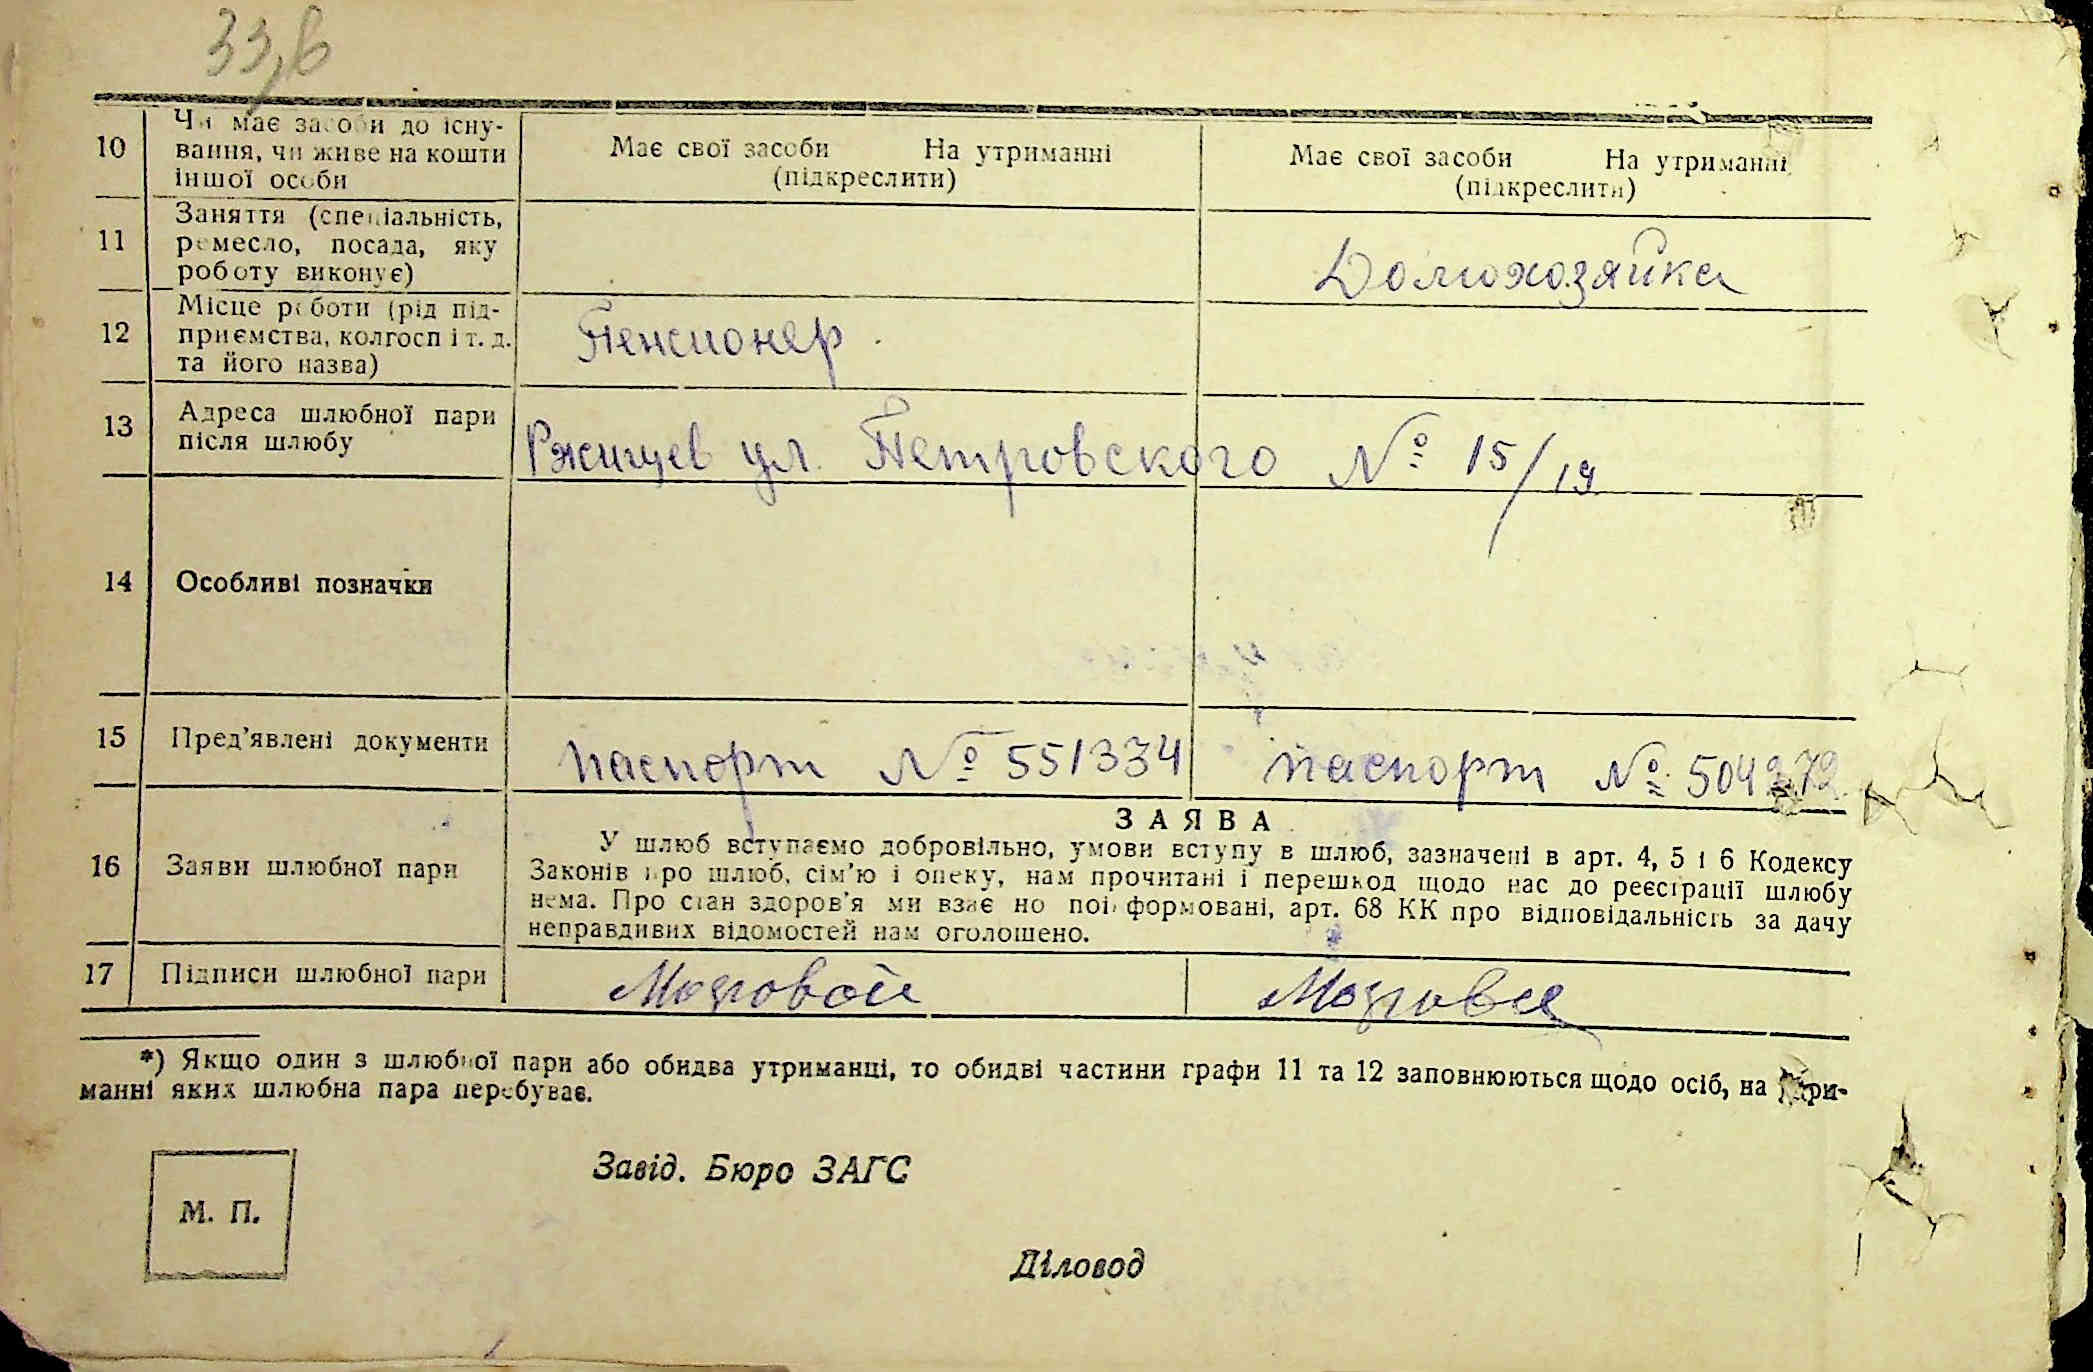 33,в
10 Чи має засоби до існу-
вання, чи живе на кошти
іншої особи
Має свої засоби На утриманні
(підкреслити)
Має свої засоби На утриманні
(підкреслити)
11 Заняття (спеціальність,
ремесло, посада, яку
роботу виконує)
Домохозяйка
12 Місце роботи (рід під-
приємства, колгосп і т. д.
та його назва)
Пенсионер
13 Адреса шлюбної пари
після шлюбу
Ржищев ул. Петровского № 15/19
14 Особливі позначки
15 Пред’явлені документи
паспорт № 551334
паспорт № 504272
16 Заяви шлюбної пари
ЗАЯВА
У шлюб вступаємо добровільно, умови вступу в шлюб, зазначені в арт. 4, 5 і 6 Кодексу
Законів про шлюб, сім’ю і опеку, нам прочитані і перешкод щодо нас до реєстрації шлюбу
нема. Про стан здоров’я ми взаємно поінформовані, арт. 68 КК про відповідальність за дачу
неправдивих відомостей нам оголошено.
17 Підписи шлюбної пари
*) Якщо один з шлюбної пари або обидва утриманці, то обидві частини графи 11 та 12 заповнюються щодо осіб, на утри-
манні яких шлюбна пара перебуває.
Завід. Бюро ЗАГС
М. П.
Діловод